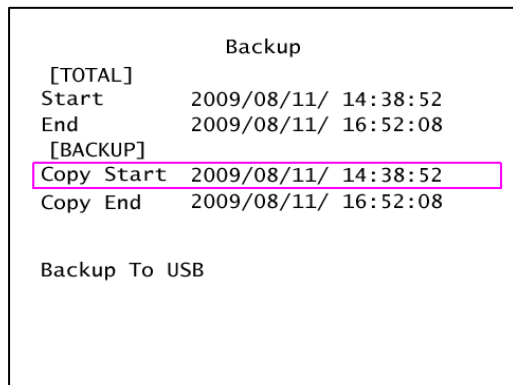 Backup
[TOTAL]
Start 2009/08/11/ 14:38:52
End 2009/08/11/ 16:52:08
[BACKUP]
Copy Start 2009/08/11/ 14:38:52
Copy End 2009/08/11/ 16:52:08
Backup To USB